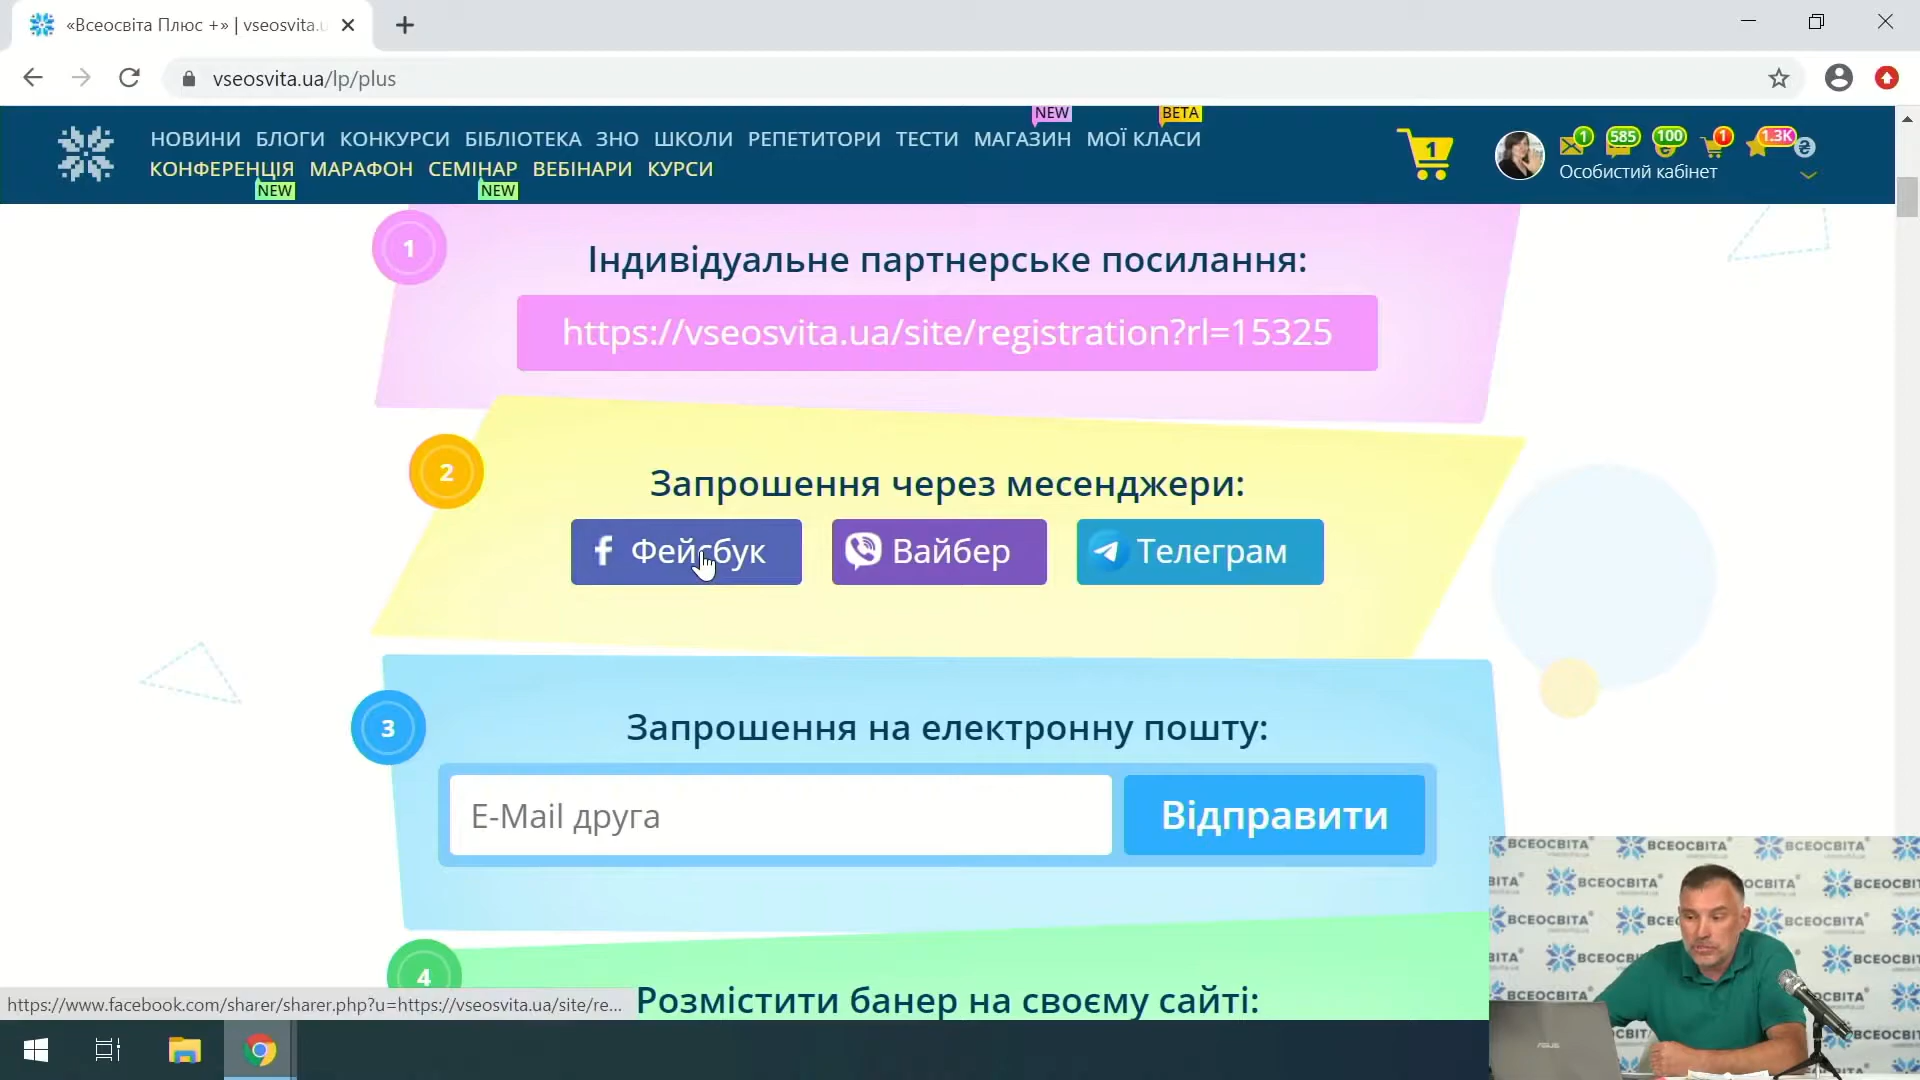 «Всеосвіта Плюс +» | vseosvita.u
vseosvita.ua/lp/plus
NEW
BETA
НОВИНИ БЛОГИ КОНКУРСИ БІБЛІОТЕКА ЗНО ШКОЛИ РЕПЕТИТОРИ ТЕСТИ МАГАЗИН МОЇ КЛАСИ
КОНФЕРЕНЦІЯ МАРАФОН СЕМІНАР ВЕБІНАРИ КУРСИ
NEW
NEW
1
1
585
100
1
1.3K
Особистий кабінет
1
Індивідуальне партнерське посилання:
https://vseosvita.ua/site/registration?rl=15325
2
Запрошення через месенджери:
Фейсбук
Вайбер
Телеграм
3
Запрошення на електронну пошту:
E-Mail друга
Відправити
4
Розмістити банер на своєму сайті:
https://www.facebook.com/sharer/sharer.php?u=https://vseosvita.ua/site/re...
ВСЕОСВІТА
ВСЕОСВІТА
ВСЕОСВІТА
ASUS